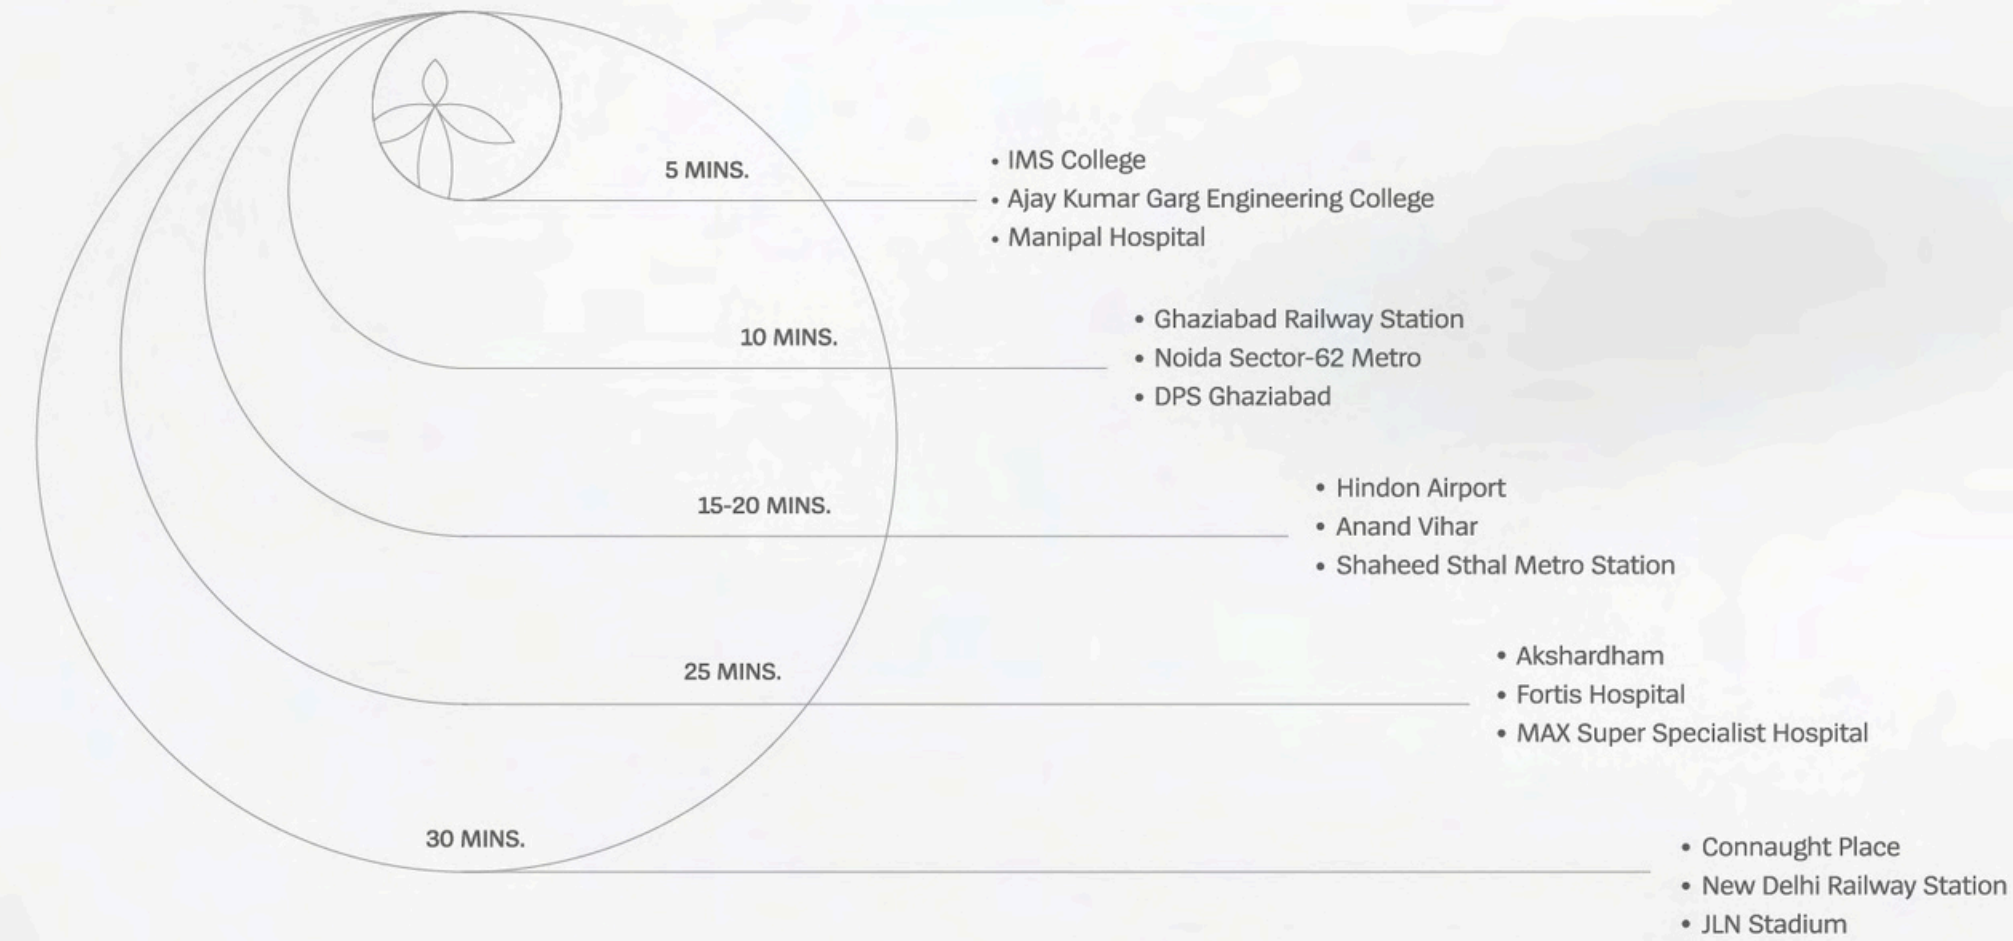 5 MINS.
• IMS College
• Ajay Kumar Garg Engineering College
• Manipal Hospital
10 MINS.
• Ghaziabad Railway Station
• Noida Sector-62 Metro
• DPS Ghaziabad
15-20 MINS.
• Hindon Airport
• Anand Vihar
• Shaheed Sthal Metro Station
25 MINS.
• Akshardham
• Fortis Hospital
• MAX Super Specialist Hospital
30 MINS.
• Connaught Place
• New Delhi Railway Station
• JLN Stadium